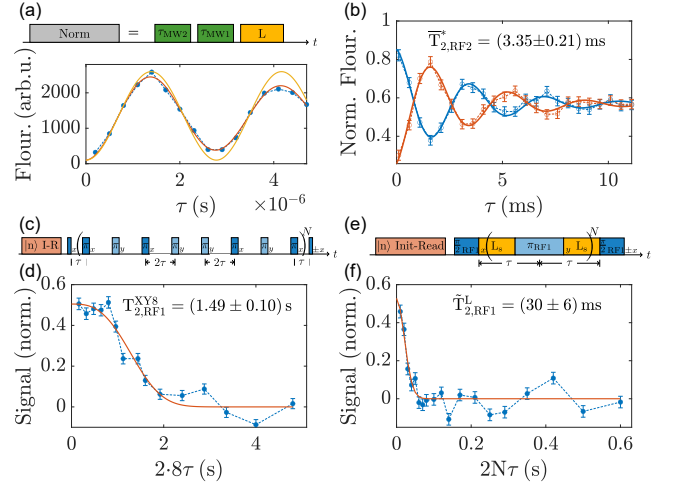 (a)
Norm = τMW2 τMW1 L t
Flour. (arb.u.)
2000
1000
0
0 2 4
τ (s) ×10⁻⁶
(b)
T̅*2,RF2 = (3.35±0.21) ms
Norm. Flour.
0.8
0.6
0.4
0 5 10
τ (ms)
(c)
|n⟩ I-R πx πy πx πy πy πx πy πx N ±x t
τ 2τ 2τ τ
(d)
T^XY8 2,RF1 = (1.49 ± 0.10) s
Signal (norm.)
0.6
0.4
0.2
0
0 2 4
2·8τ (s)
(e)
|n⟩ Init-Read π/2 RF1 x Ls πRF1 y Ls N π/2 RF1±x t
τ τ
(f)
T̃^L 2,RF1 = (30 ± 6) ms
Signal (norm.)
0.6
0.4
0.2
0
0 0.2 0.4 0.6
2Nτ (s)